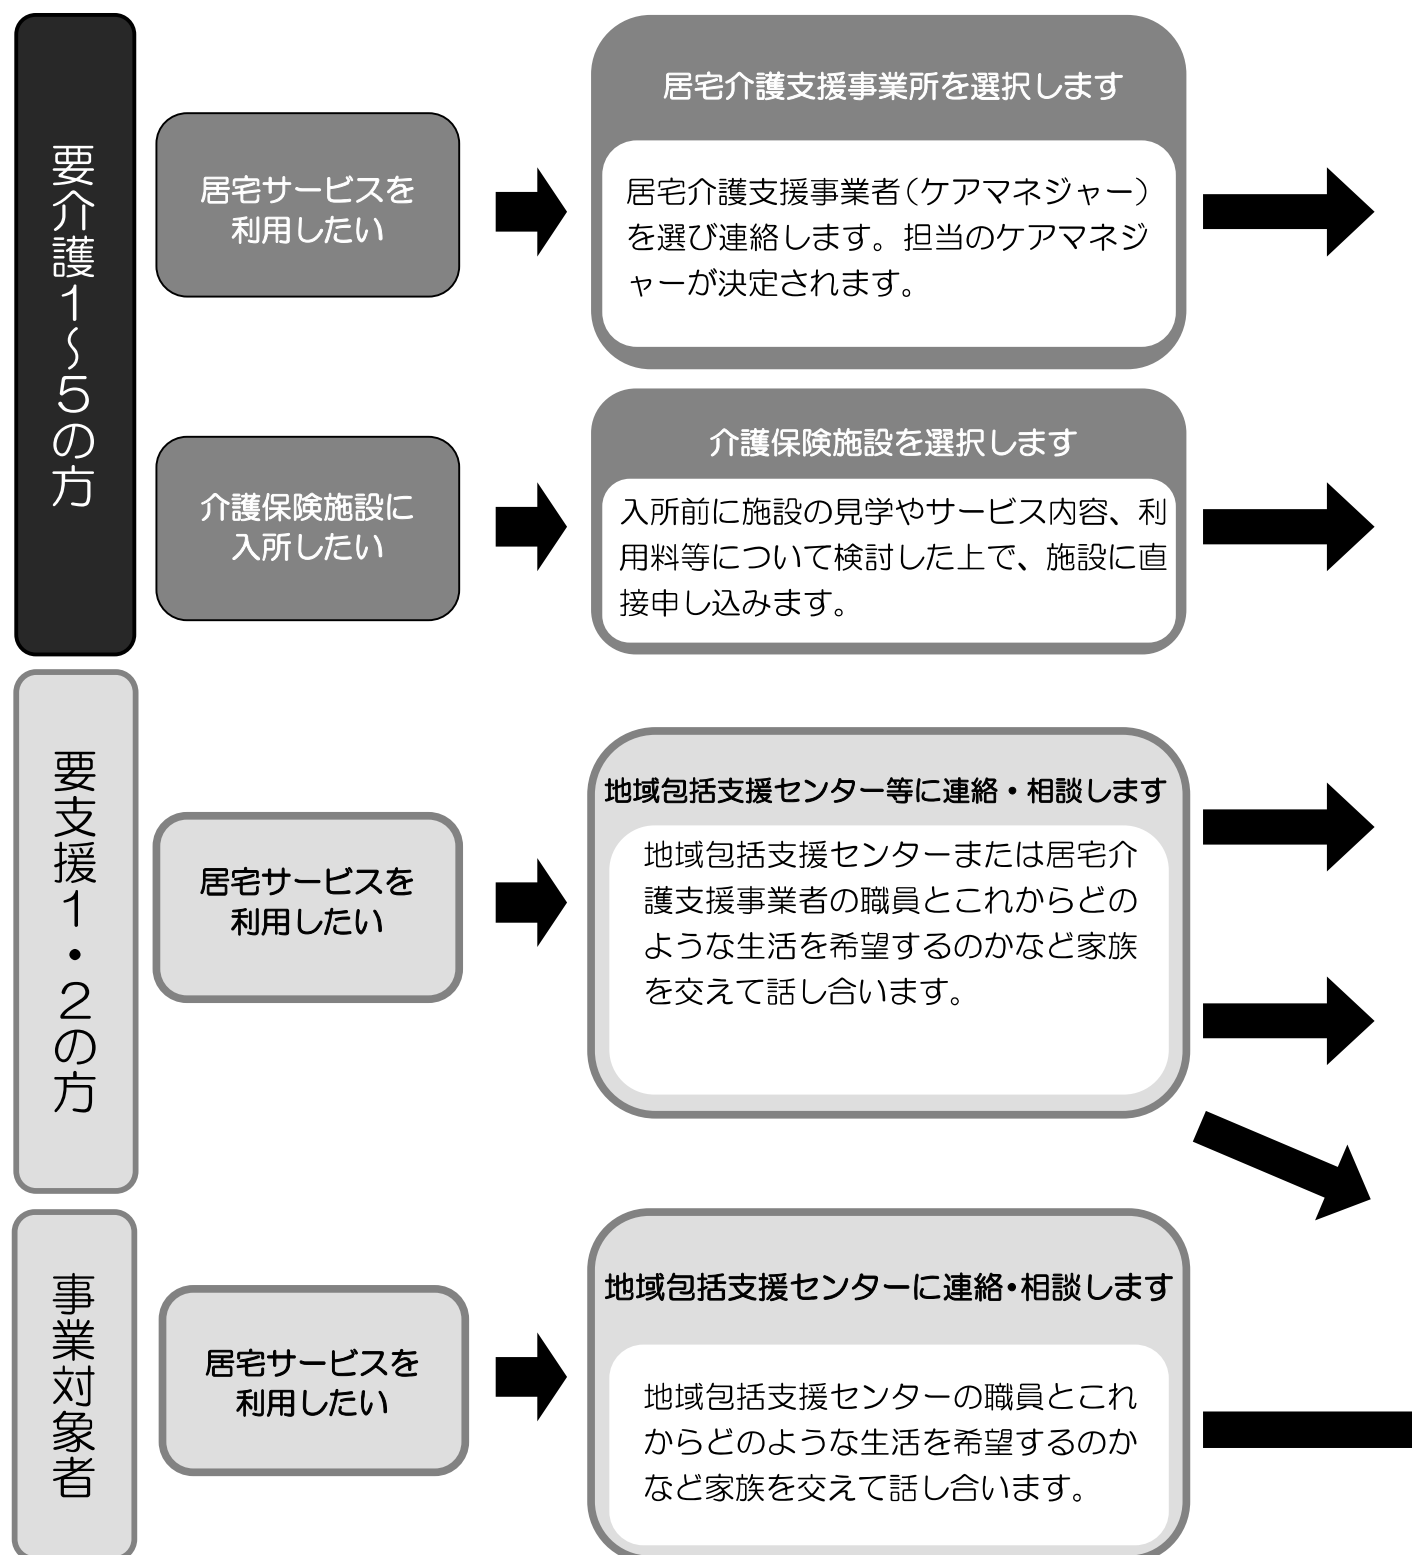 要介護1～5の方
居宅サービスを
利用したい
居宅介護支援事業所を選択します
居宅介護支援事業者（ケアマネジャー）
を選び連絡します。担当のケアマネジ
ャーが決定されます。
介護保険施設に
入所したい
介護保険施設を選択します
入所前に施設の見学やサービス内容、利
用料等について検討した上で、施設に直
接申し込みます。
要支援1・2の方
居宅サービスを
利用したい
地域包括支援センター等に連絡・相談します
地域包括支援センターまたは居宅介
護支援事業者の職員とこれからどの
ような生活を希望するのかなど家族
を交えて話し合います。
事業対象者
居宅サービスを
利用したい
地域包括支援センターに連絡・相談します
地域包括支援センターの職員とこれ
からどのような生活を希望するのか
など家族を交えて話し合います。